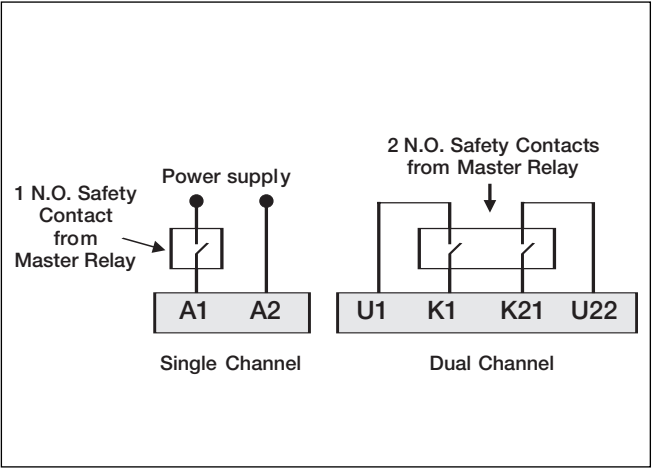 2 N.O. Safety Contacts
from Master Relay
Power supply
1 N.O. Safety
Contact
from
Master Relay
A1 A2
U1 K1 K21 U22
Single Channel
Dual Channel